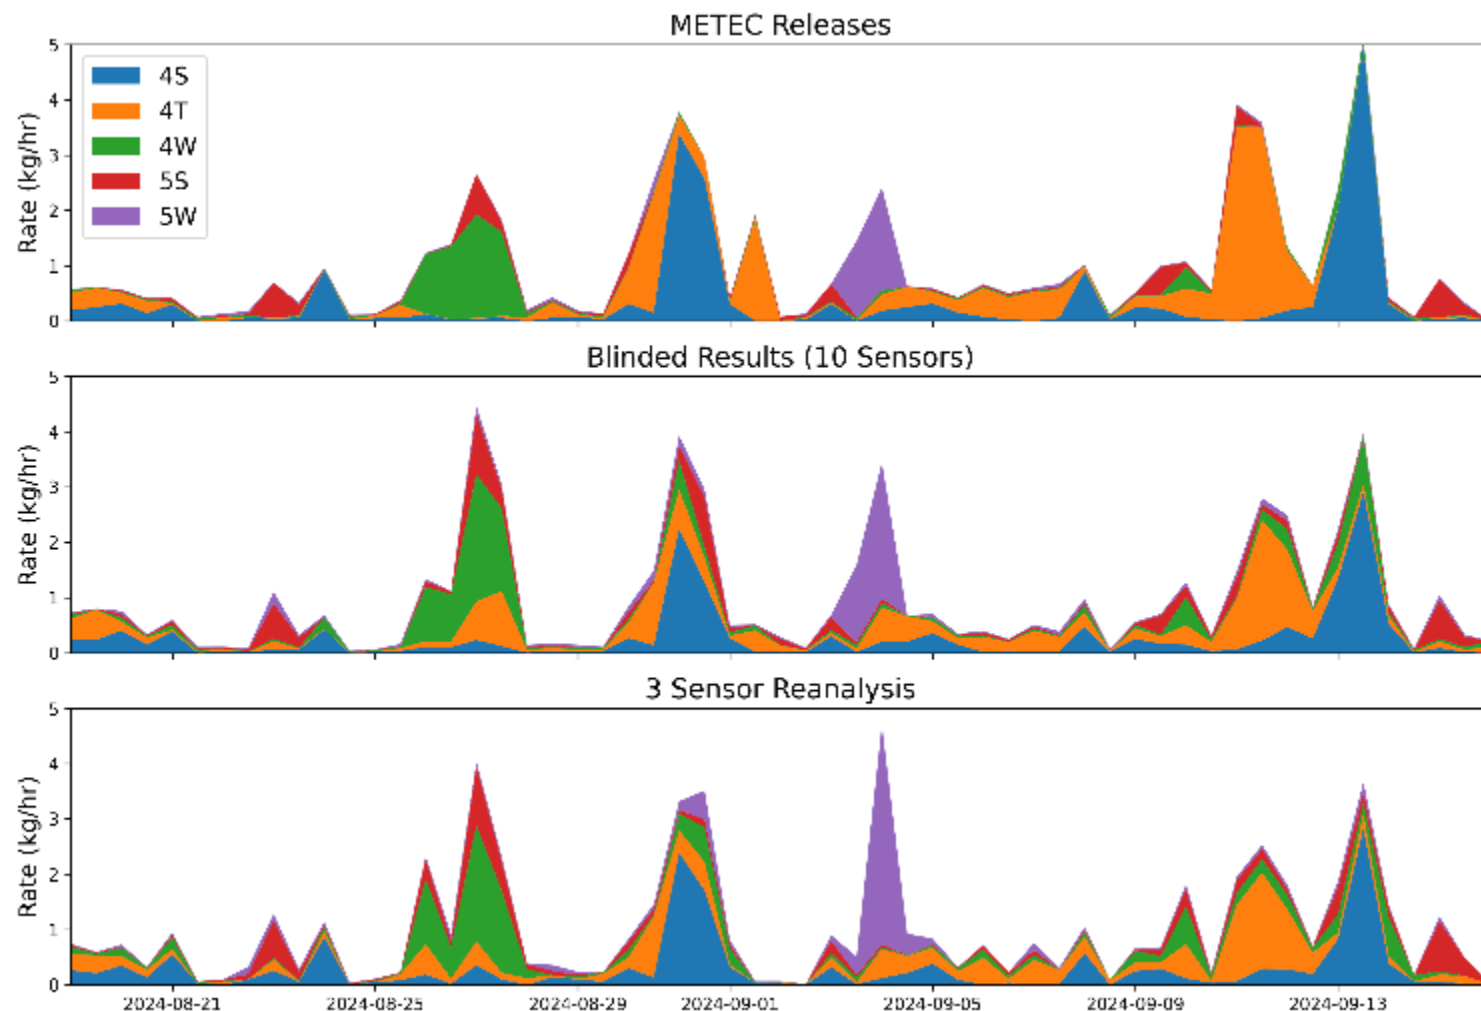 METEC Releases
5
4
3
2
1
0
Rate (kg/hr)
4S
4T
4W
5S
5W
Blinded Results (10 Sensors)
5
4
3
2
1
0
Rate (kg/hr)
3 Sensor Reanalysis
5
4
3
2
1
0
Rate (kg/hr)
2024-08-21 2024-08-25 2024-08-29 2024-09-01 2024-09-05 2024-09-09 2024-09-13